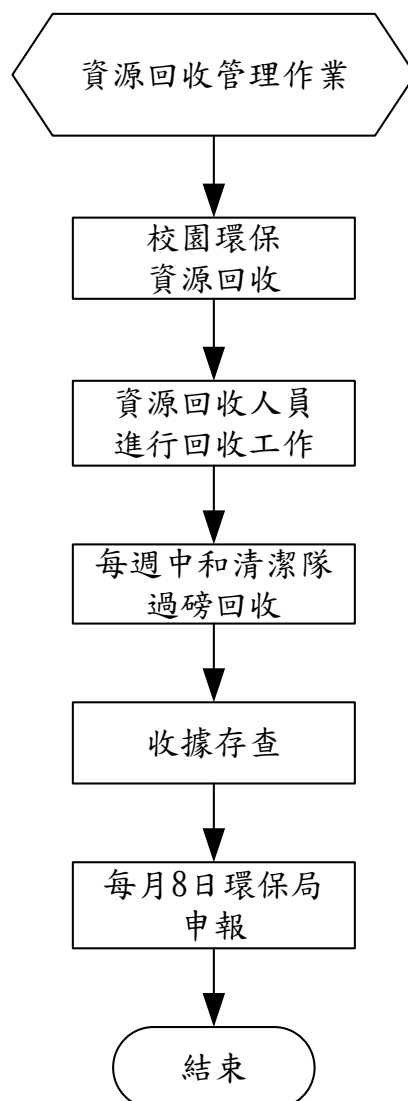 資源回收管理作業
校園環保
資源回收
資源回收人員
進行回收工作
每週中和清潔隊
過磅回收
收據存查
每月8日環保局
申報
結束